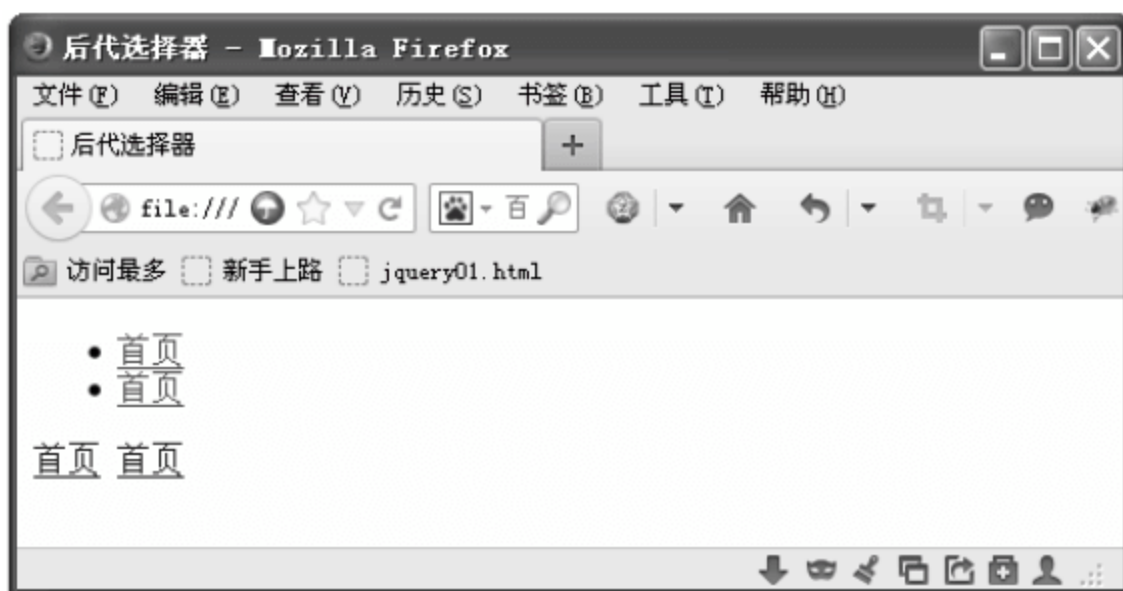 后代选择器 - Mozilla Firefox
文件(F) 编辑(E) 查看(V) 历史(S) 书签(B) 工具(T) 帮助(H)
后代选择器
file:/// 百
访问最多 新手上路 jquery01.html
首页
首页
首页 首页